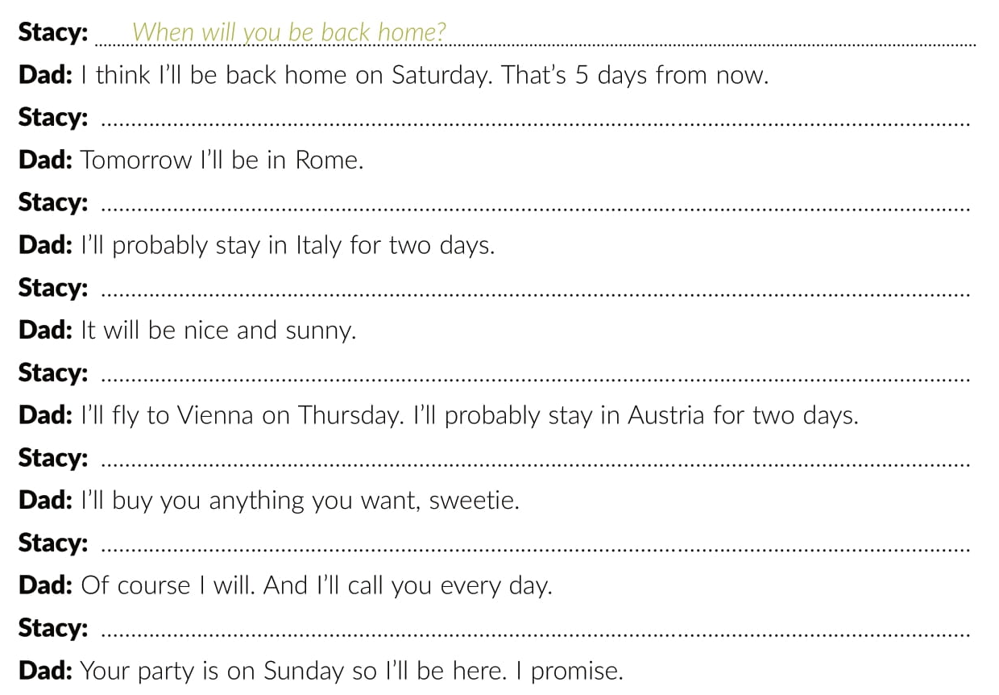 Stacy: When will you be back home?
Dad: I think I'll be back home on Saturday. That's 5 days from now.
Stacy:
Dad: Tomorrow I'll be in Rome.
Stacy:
Dad: I'll probably stay in Italy for two days.
Stacy:
Dad: It will be nice and sunny.
Stacy:
Dad: I'll fly to Vienna on Thursday. I'll probably stay in Austria for two days.
Stacy:
Dad: I'll buy you anything you want, sweetie.
Stacy:
Dad: Of course I will. And I'll call you every day.
Stacy:
Dad: Your party is on Sunday so I'll be here. I promise.